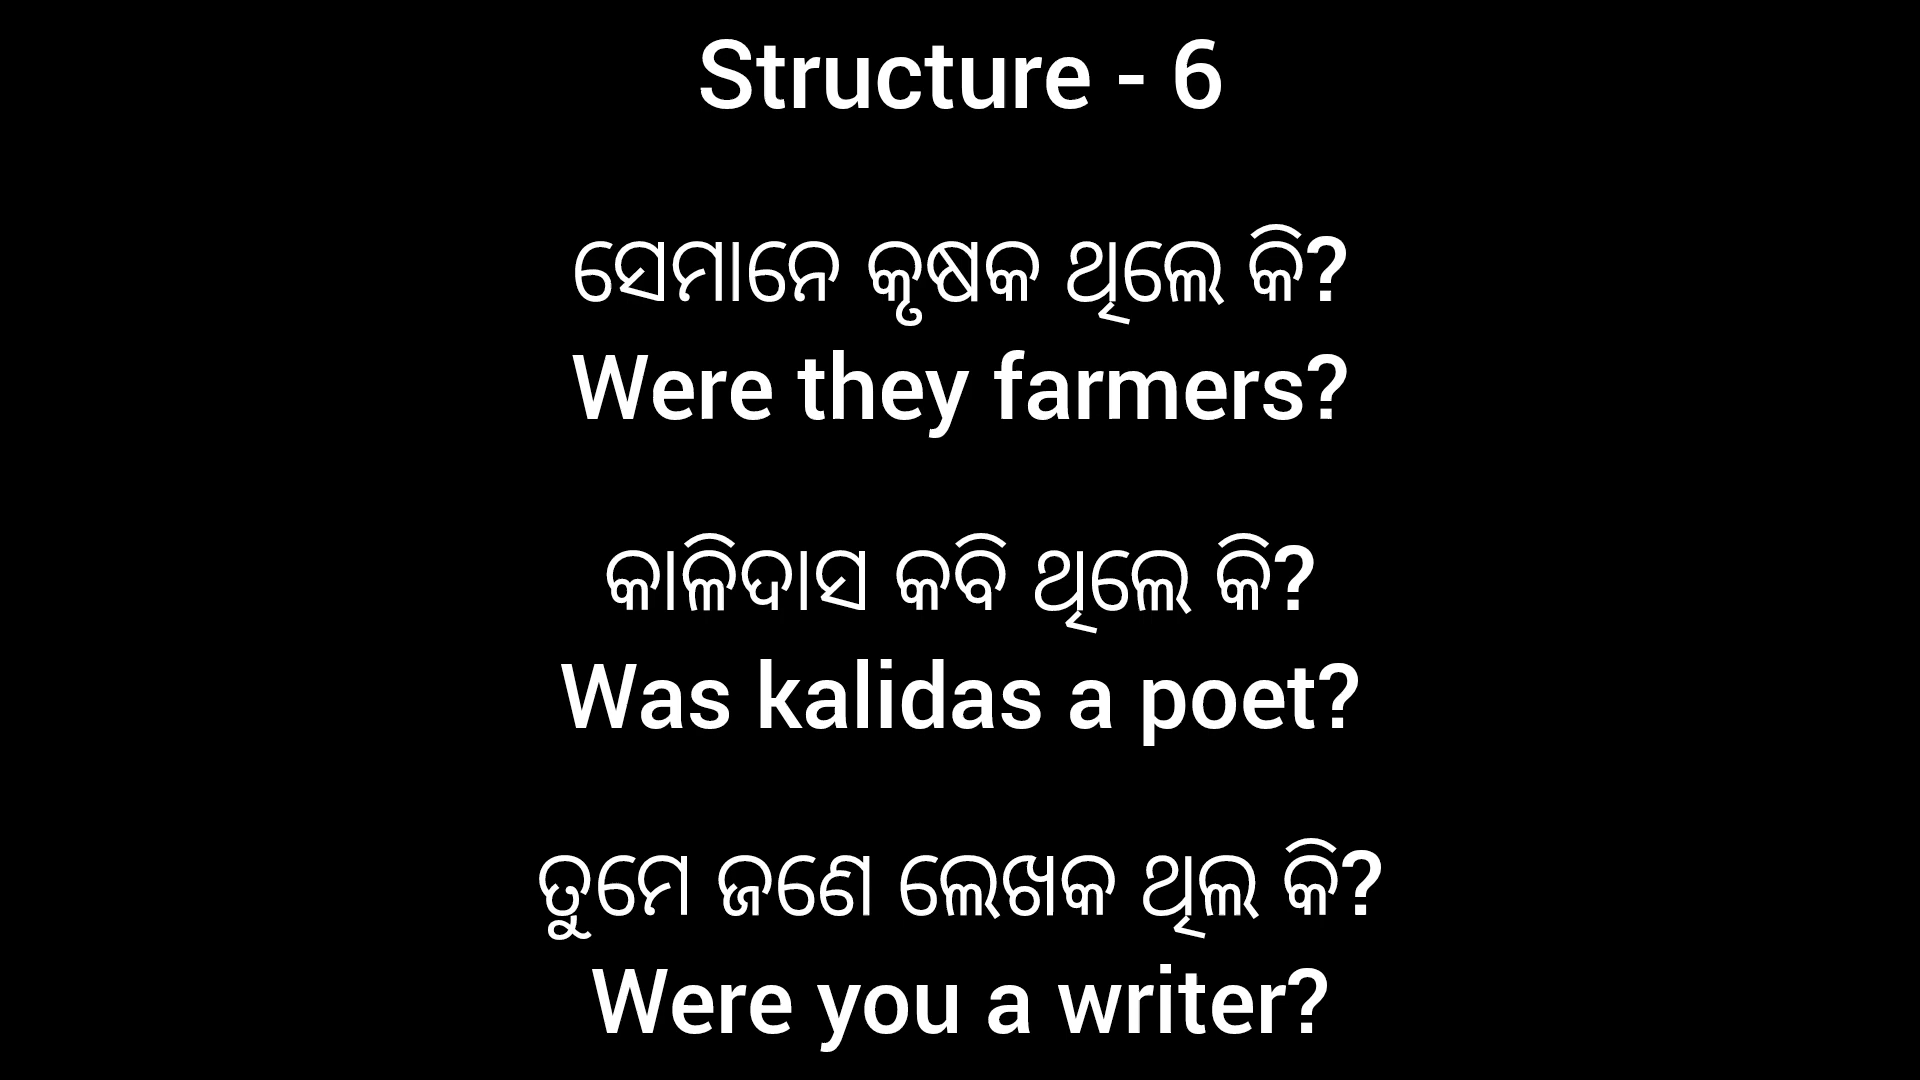 Structure - 6
ସେମାନେ କୃଷକ ଥିଲେ କି?
Were they farmers?
କାଳିଦାସ କବି ଥିଲେ କି?
Was kalidas a poet?
ତୁମେ ଜଣେ ଲେଖକ ଥିଲ କି?
Were you a writer?